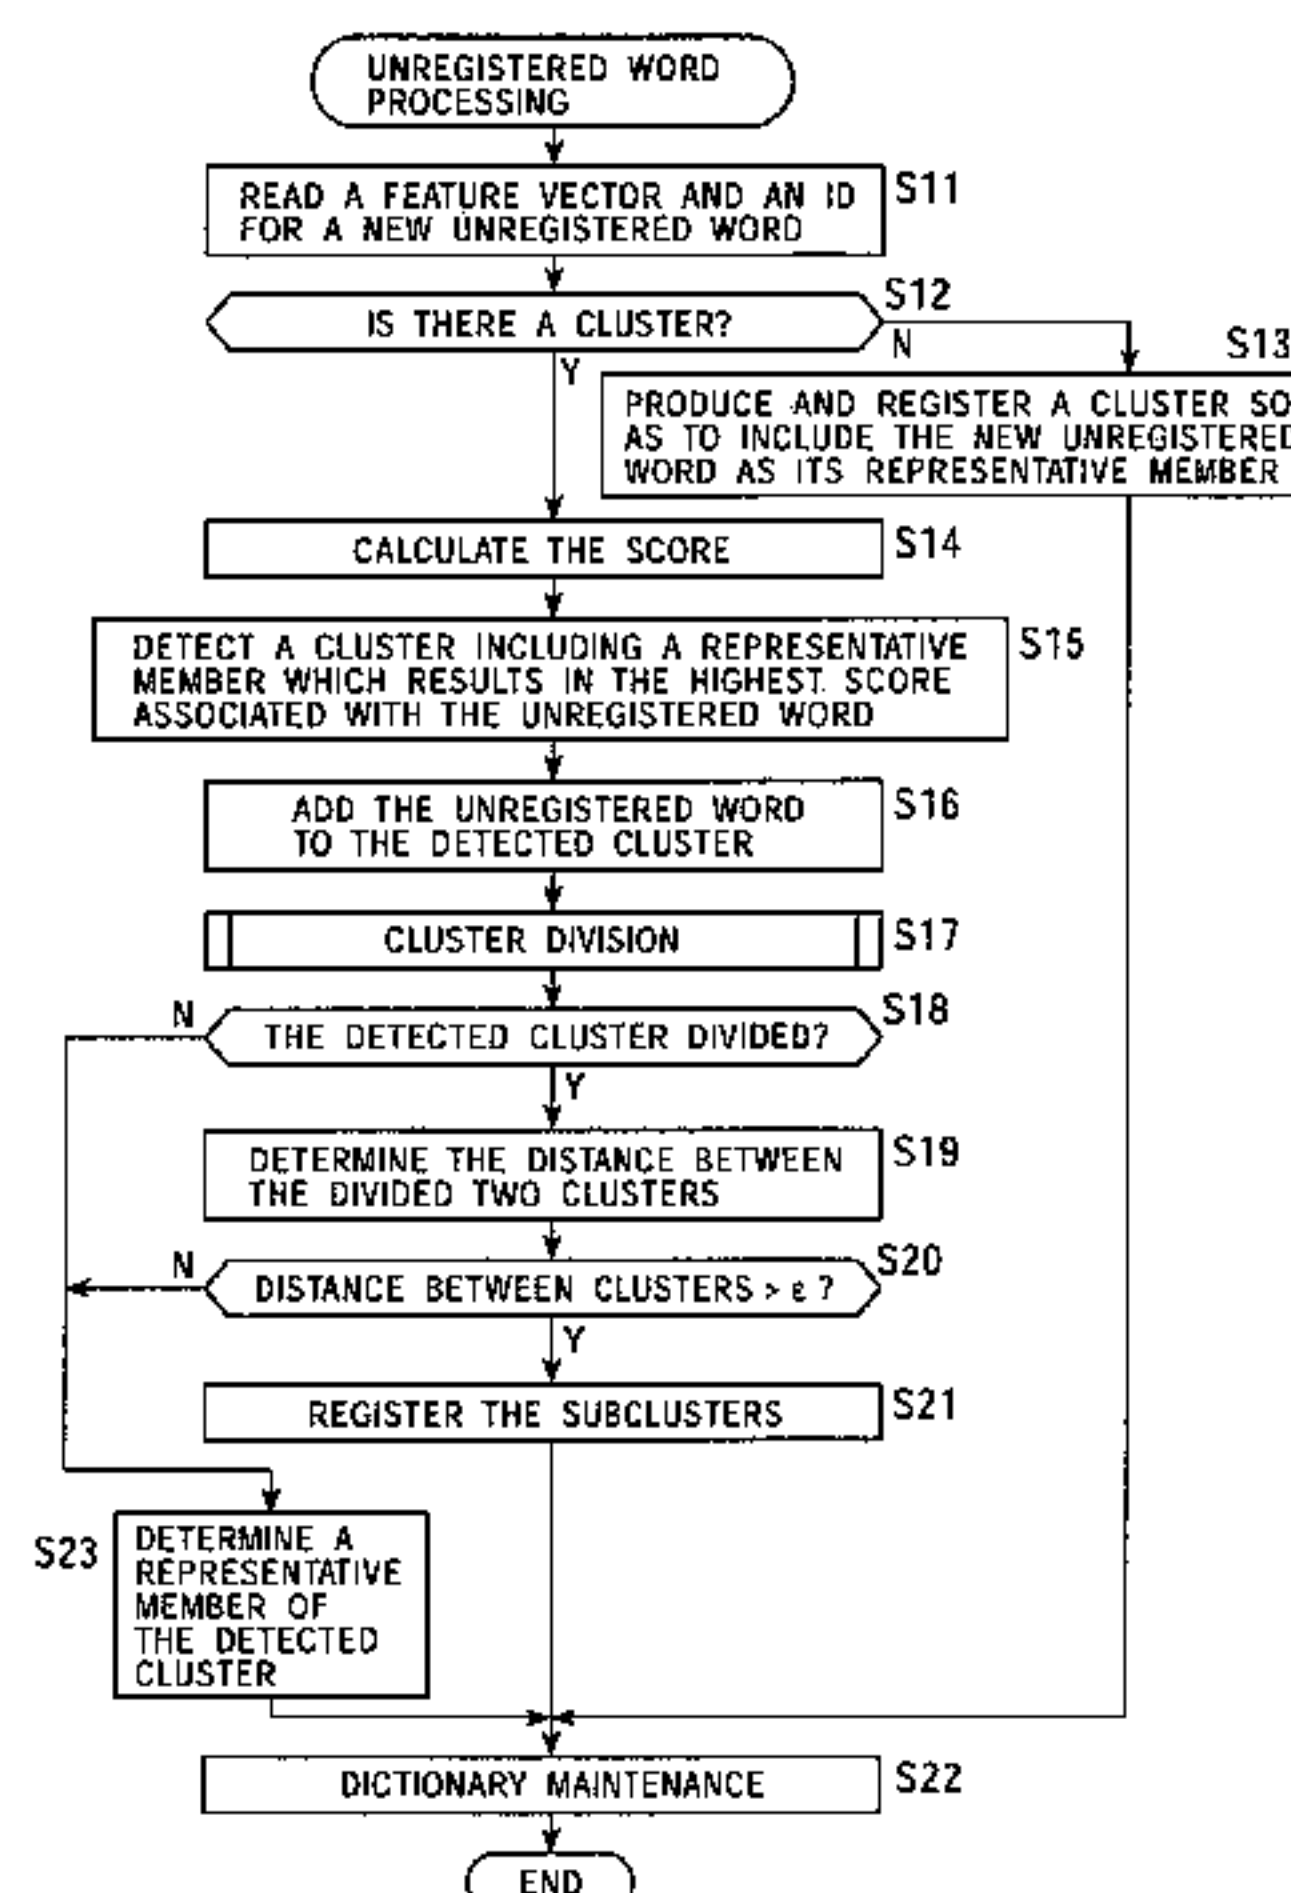 UNREGISTERED WORD
PROCESSING
READ A FEATURE VECTOR AND AN ID
FOR A NEW UNREGISTERED WORD
S11
IS THERE A CLUSTER?
S12
N
Y
S13
PRODUCE AND REGISTER A CLUSTER SO
AS TO INCLUDE THE NEW UNREGISTERED
WORD AS ITS REPRESENTATIVE MEMBER
CALCULATE THE SCORE
S14
DETECT A CLUSTER INCLUDING A REPRESENTATIVE
MEMBER WHICH RESULTS IN THE HIGHEST SCORE
ASSOCIATED WITH THE UNREGISTERED WORD
S15
ADD THE UNREGISTERED WORD
TO THE DETECTED CLUSTER
S16
CLUSTER DIVISION
S17
N
THE DETECTED CLUSTER DIVIDED?
S18
Y
DETERMINE THE DISTANCE BETWEEN
THE DIVIDED TWO CLUSTERS
S19
N
DISTANCE BETWEEN CLUSTERS > ε ?
S20
Y
REGISTER THE SUBCLUSTERS
S21
S23
DETERMINE A
REPRESENTATIVE
MEMBER OF
THE DETECTED
CLUSTER
DICTIONARY MAINTENANCE
S22
END